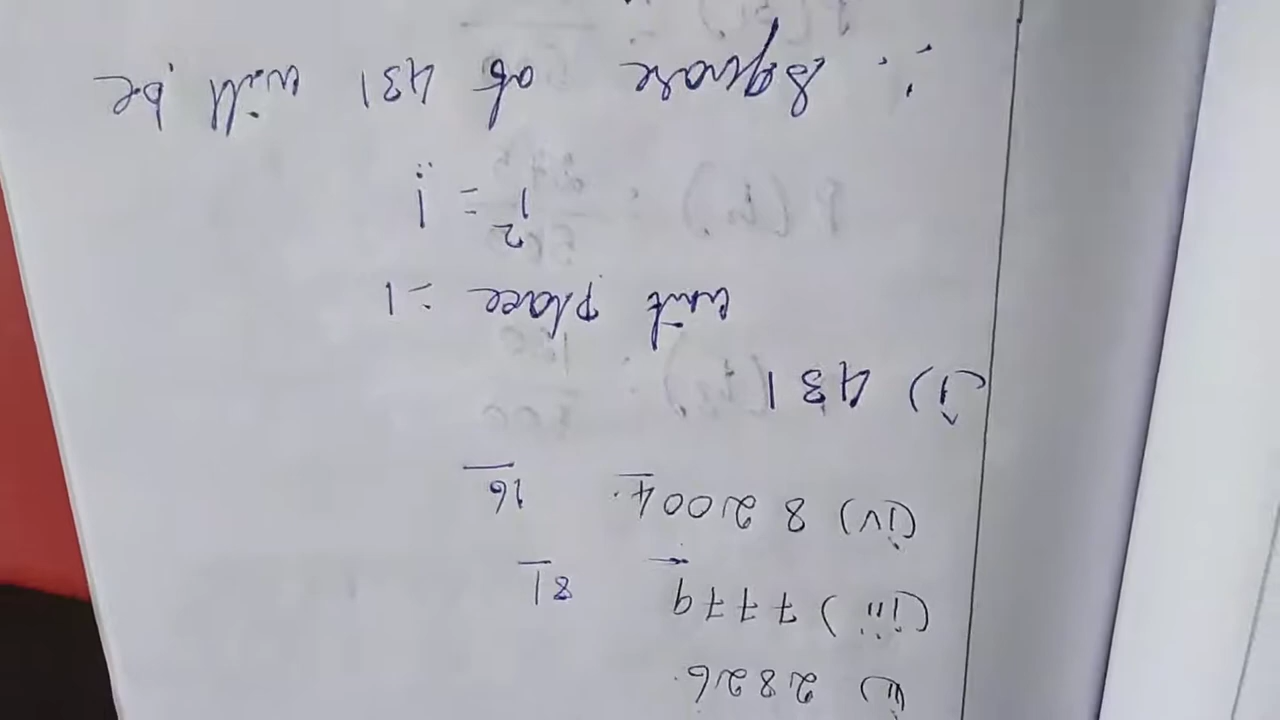 (ii) 2826.
(iii) 7779 81
(iv) 82004. 16
(i) 431
unit place = 1
1² = 1
∴ square of 431 will be